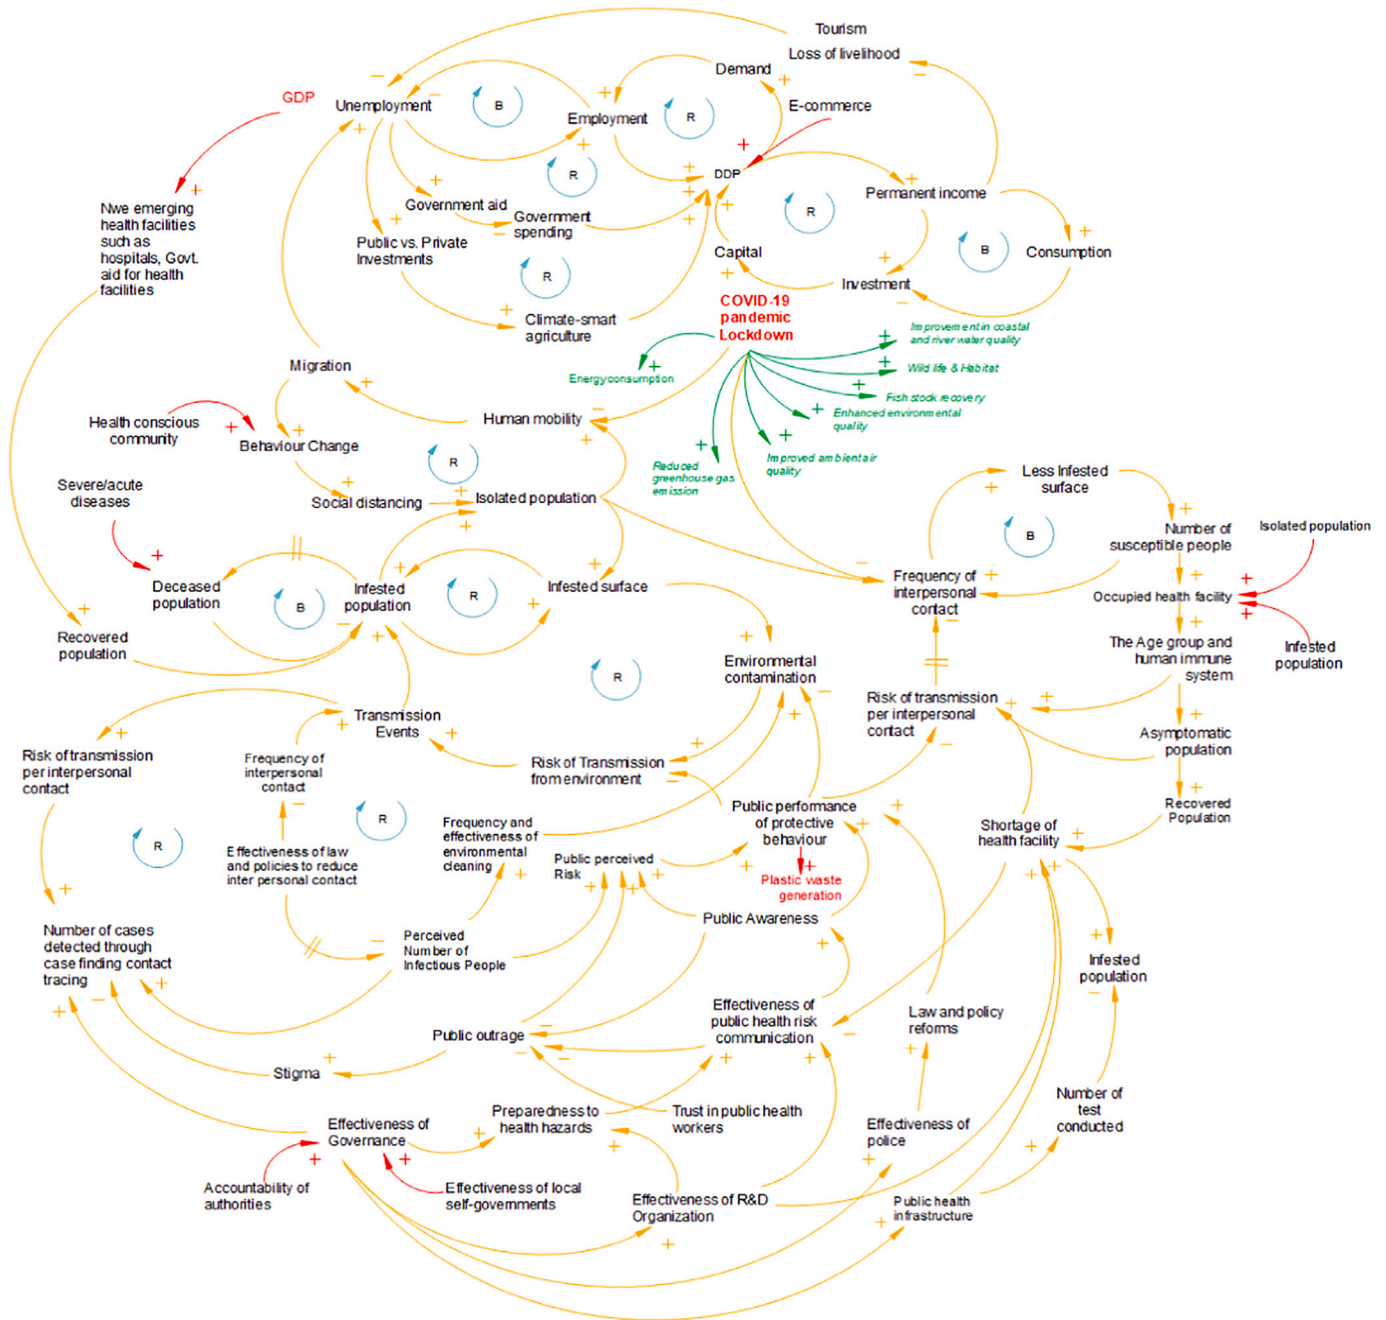 Tourism
Loss of livelihood
Demand
GDP
Unemployment
B
Employment
R
E-commerce
R
DDP
Permanent income
Nwe emerging
health facilities
such as
hospitals, Govt.
aid for health
facilities
Government aid
Government
spending
R
Public vs. Private
Investments
Capital
B
Consumption
R
Investment
COVID-19
pandemic
Lockdown
Climate-smart
agriculture
Improvement in coastal
and river water quality
Migration
Energy consumption
Wild life & Habitat
Fish stock recovery
Enhanced environmental
quality
Human mobility
Health conscious
community
Behaviour Change
Improved ambient air
quality
R
Reduced
greenhouse gas
emission
Less Infested
surface
Severe/acute
diseases
Social distancing
Isolated population
B
Number of
susceptible people
Isolated population
Deceased
population
Infested
population
R
Infested surface
Frequency of
interpersonal
contact
Occupied health facility
B
Recovered
population
The Age group and
human immune
system
Infested
population
Environmental
contamination
R
Risk of transmission
per interpersonal
contact
Transmission
Events
Asymptomatic
population
Risk of transmission
per interpersonal
contact
Frequency of
interpersonal
contact
Risk of Transmission
from environment
Recovered
Population
Public performance
of protective
behaviour
Shortage of
health facility
R
R
Frequency and
effectiveness of
environmental
cleaning
Effectiveness of law
and policies to reduce
inter personal contact
Public perceived
Risk
Plastic waste
generation
Public Awareness
Number of cases
detected through
case finding contact
tracing
Perceived
Number of
Infectious People
Infested
population
Effectiveness of
public health risk
communication
Law and policy
reforms
Public outrage
Stigma
Number of
test
conducted
Preparedness to
health hazards
Trust in public health
workers
Effectiveness of
Governance
Effectiveness of
police
Accountability of
authorities
Effectiveness of local
self-governments
Effectiveness of R&D
Organization
Public health
infrastructure